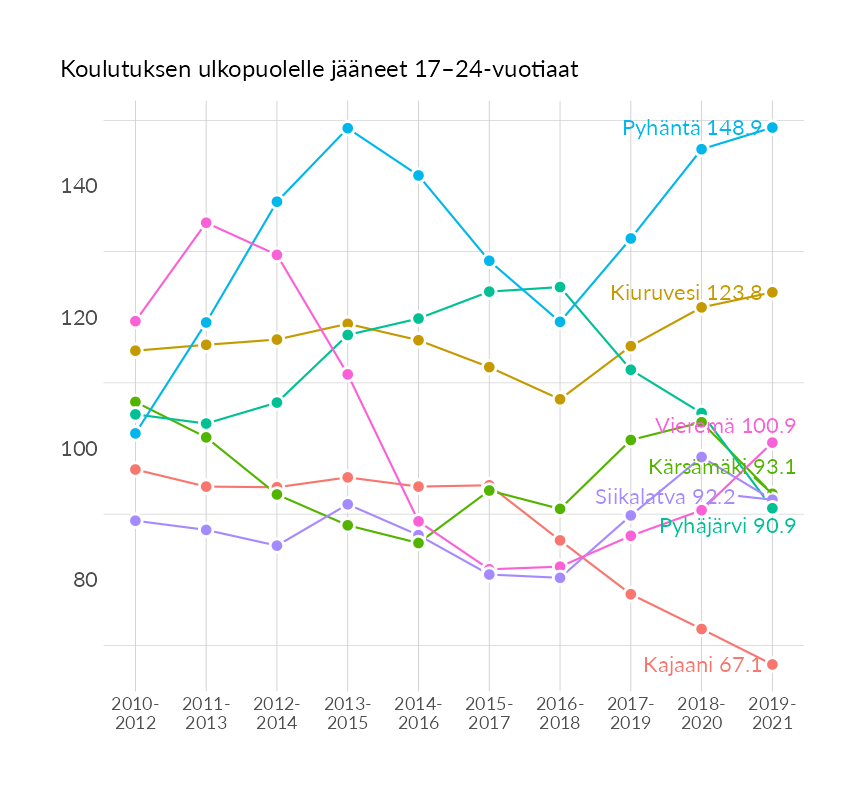 Koulutuksen ulkopuolelle jääneet 17–24-vuotiaat
Pyhäntä 148.9
140
Kiuruvesi 123.8
120
Vieremä 100.9
100
Kärsämäki 93.1
Siikalatva 92.2
Pyhäjärvi 90.9
80
Kajaani 67.1
2010- 2011- 2012- 2013- 2014- 2015- 2016- 2017- 2018- 2019-
2012 2013 2014 2015 2016 2017 2018 2019 2020 2021